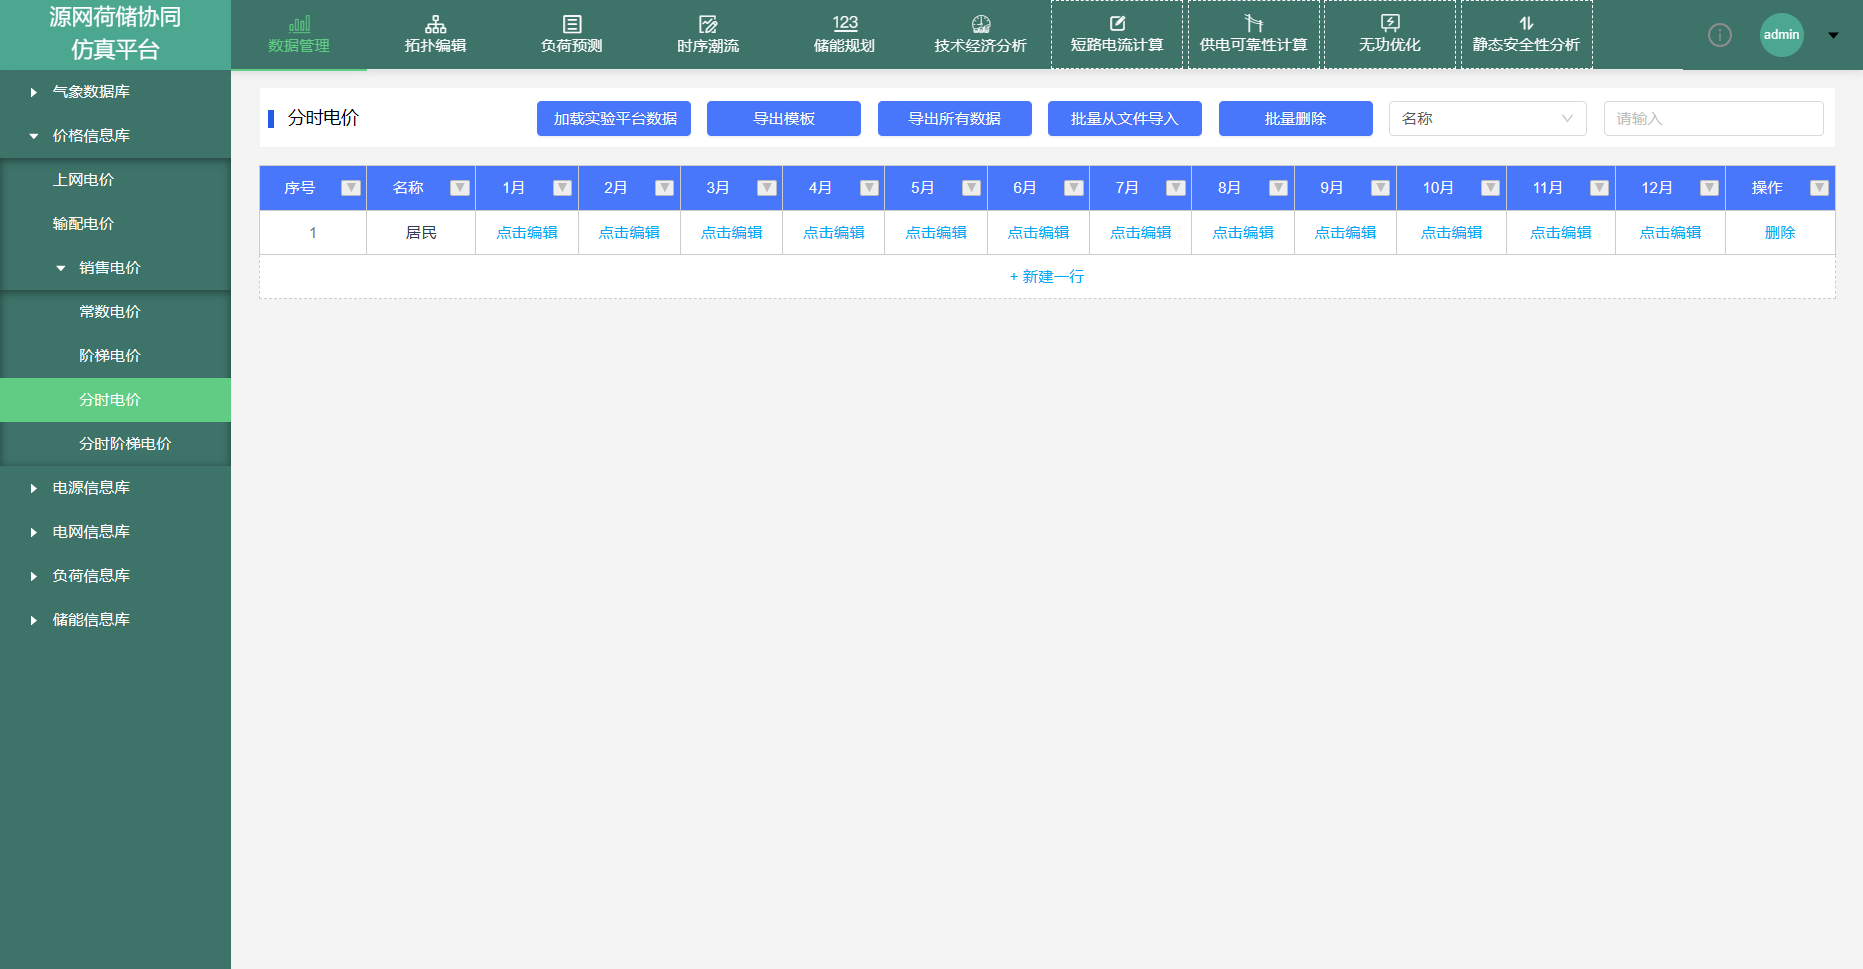 源网荷储协同
仿真平台
数据管理
拓扑编辑
负荷预测
时序潮流
123
储能规划
技术经济分析
短路电流计算
供电可靠性计算
无功优化
静态安全性分析
admin
气象数据库
价格信息库
上网电价
输配电价
销售电价
常数电价
阶梯电价
分时电价
分时阶梯电价
电源信息库
电网信息库
负荷信息库
储能信息库
分时电价 加载实验平台数据 导出模板 导出所有数据 批量从文件导入 批量删除 名称 请输入
序号 名称 1月 2月 3月 4月 5月 6月 7月 8月 9月 10月 11月 12月 操作
1 居民 点击编辑 点击编辑 点击编辑 点击编辑 点击编辑 点击编辑 点击编辑 点击编辑 点击编辑 点击编辑 点击编辑 点击编辑 删除
+ 新建一行